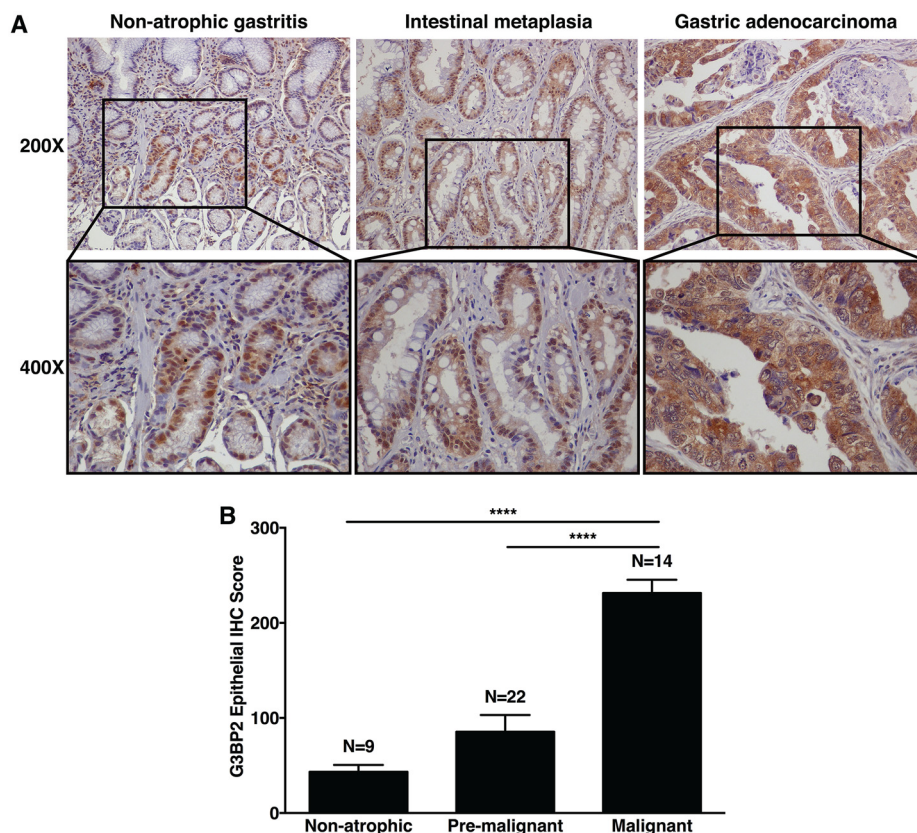 A
Non-atrophic gastritis
Intestinal metaplasia
Gastric adenocarcinoma
200X
400X
B
G3BP2 Epithelial IHC Score
300
200
100
0
****
****
N=9
N=22
N=14
Non-atrophic
Pre-malignant
Malignant